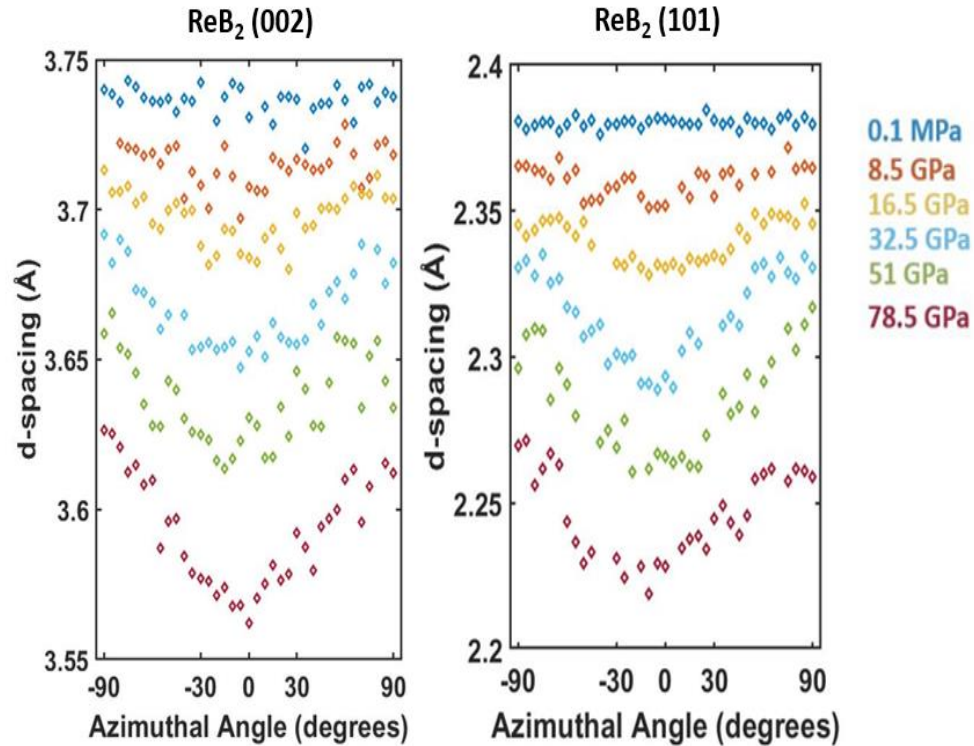 ReB₂ (002)
d-spacing (Å)
3.75
3.7
3.65
3.6
3.55
-90
-30
0
30
90
Azimuthal Angle (degrees)
ReB₂ (101)
d-spacing (Å)
2.4
2.35
2.3
2.25
2.2
-90
-30
0
30
90
Azimuthal Angle (degrees)
0.1 MPa
8.5 GPa
16.5 GPa
32.5 GPa
51 GPa
78.5 GPa